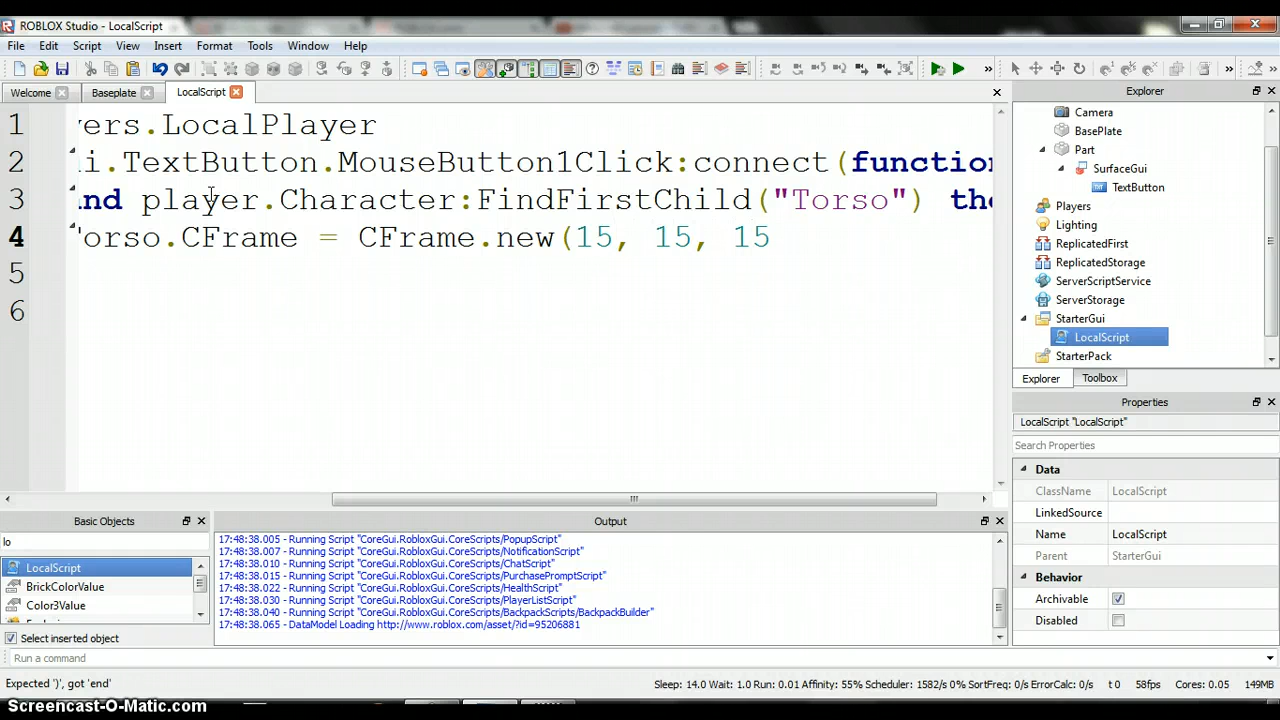 ROBLOX Studio - LocalScript
File Edit Script View Insert Format Tools Window Help
Welcome Baseplate LocalScript
1 yers.LocalPlayer
2 i.TextButton.MouseButton1Click:connect(function
3 and player.Character:FindFirstChild("Torso") the
4 Torso.CFrame = CFrame.new(15, 15, 15
5
6
Explorer
Camera
BasePlate
Part
SurfaceGui
TextButton
Players
Lighting
ReplicatedFirst
ReplicatedStorage
ServerScriptService
ServerStorage
StarterGui
LocalScript
StarterPack
Explorer Toolbox
Properties
LocalScript "LocalScript"
Search Properties
Data
ClassName LocalScript
LinkedSource
Name LocalScript
Parent StarterGui
Behavior
Archivable
Disabled
Basic Objects
lo
LocalScript
BrickColorValue
Color3Value
Select inserted object
Output
17:48:38.005 - Running Script "CoreGui.RobloxGui.CoreScripts/PopupScript"
17:48:38.007 - Running Script "CoreGui.RobloxGui.CoreScripts/NotificationScript"
17:48:38.010 - Running Script "CoreGui.RobloxGui.CoreScripts/ChatScript"
17:48:38.015 - Running Script "CoreGui.RobloxGui.CoreScripts/PurchasePromptScript"
17:48:38.022 - Running Script "CoreGui.RobloxGui.CoreScripts/HealthScript"
17:48:38.030 - Running Script "CoreGui.RobloxGui.CoreScripts/PlayerListScript"
17:48:38.040 - Running Script "CoreGui.RobloxGui.CoreScripts/BackpackScripts/BackpackBuilder"
17:48:38.065 - DataModel Loading http://www.roblox.com/asset/?id=95206881
Run a command
Expected ')', got 'end'
Sleep: 14.0 Wait: 1.0 Run: 0.01 Affinity: 55% Scheduler: 1582/s 0% SortFreq: 0/s ErrorCalc: 0/s t 0 58fps Cores: 0.05 149MB
Screencast-O-Matic.com